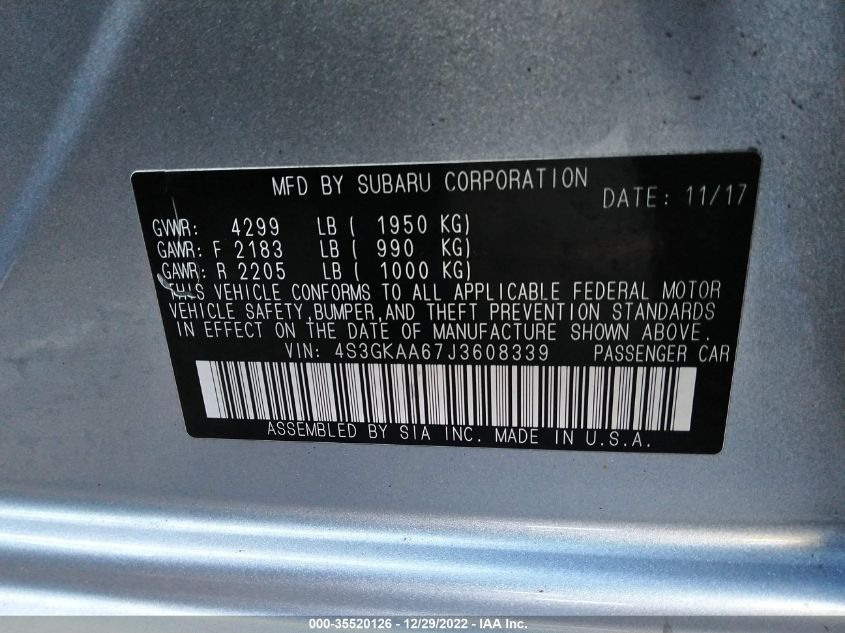 MFD BY SUBARU CORPORATION
DATE: 11/17
GVWR: 4299 LB ( 1950 KG)
GAWR: F 2183 LB ( 990 KG)
GAWR: R 2205 LB ( 1000 KG)
THIS VEHICLE CONFORMS TO ALL APPLICABLE FEDERAL MOTOR
VEHICLE SAFETY, BUMPER, AND THEFT PREVENTION STANDARDS
IN EFFECT ON THE DATE OF MANUFACTURE SHOWN ABOVE.
VIN: 4S3GKAA67J3608339 PASSENGER CAR
ASSEMBLED BY SIA INC. MADE IN U.S.A.
000-35520126 - 12/29/2022 - IAA Inc.